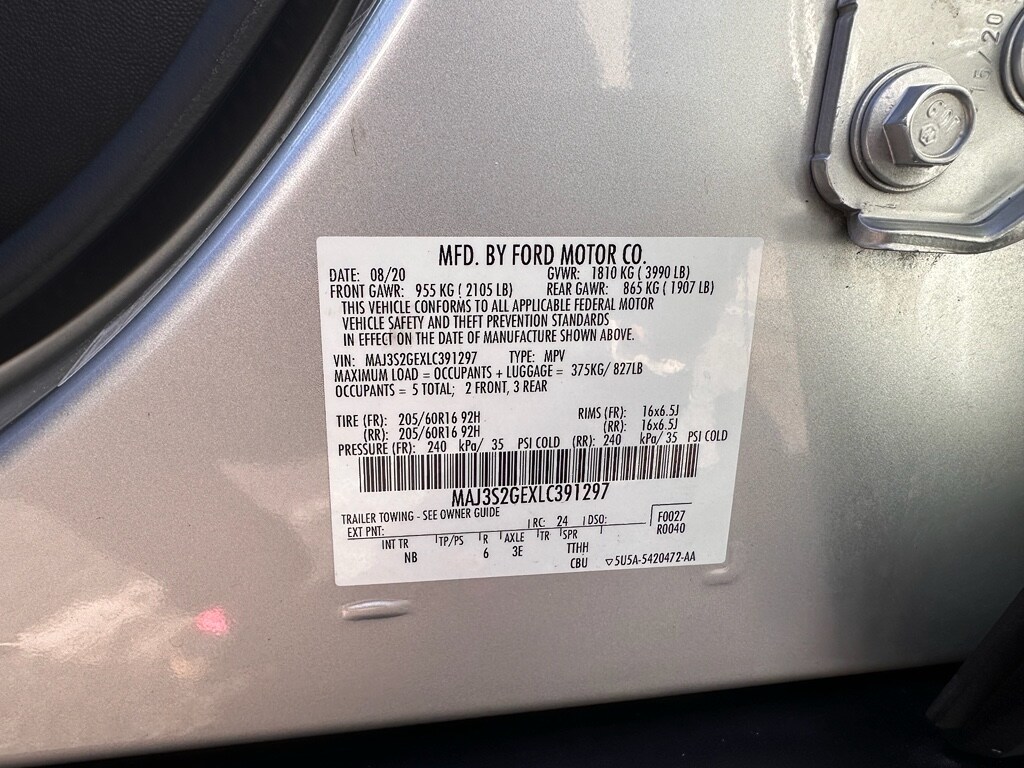 MFD. BY FORD MOTOR CO.
DATE: 08/20 GVWR: 1810 KG ( 3990 LB)
FRONT GAWR: 955 KG ( 2105 LB) REAR GAWR: 865 KG ( 1907 LB)
THIS VEHICLE CONFORMS TO ALL APPLICABLE FEDERAL MOTOR
VEHICLE SAFETY AND THEFT PREVENTION STANDARDS
IN EFFECT ON THE DATE OF MANUFACTURE SHOWN ABOVE.
VIN: MAJ3S2GEXLC391297 TYPE: MPV
MAXIMUM LOAD = OCCUPANTS + LUGGAGE = 375KG/ 827LB
OCCUPANTS = 5 TOTAL; 2 FRONT, 3 REAR
TIRE (FR): 205/60R16 92H RIMS (FR): 16x6.5J
(RR): 205/60R16 92H (RR): 16x6.5J
PRESSURE (FR): 240 kPa/ 35 PSI COLD (RR): 240 kPa/ 35 PSI COLD
MAJ3S2GEXLC391297
TRAILER TOWING - SEE OWNER GUIDE
EXT PNT: RC: 24 DSO: F0027
R0040
INT TR TP/PS R AXLE TR SPR
NB 6 3E TTHH
CBU ▽5U5A-5420472-AA